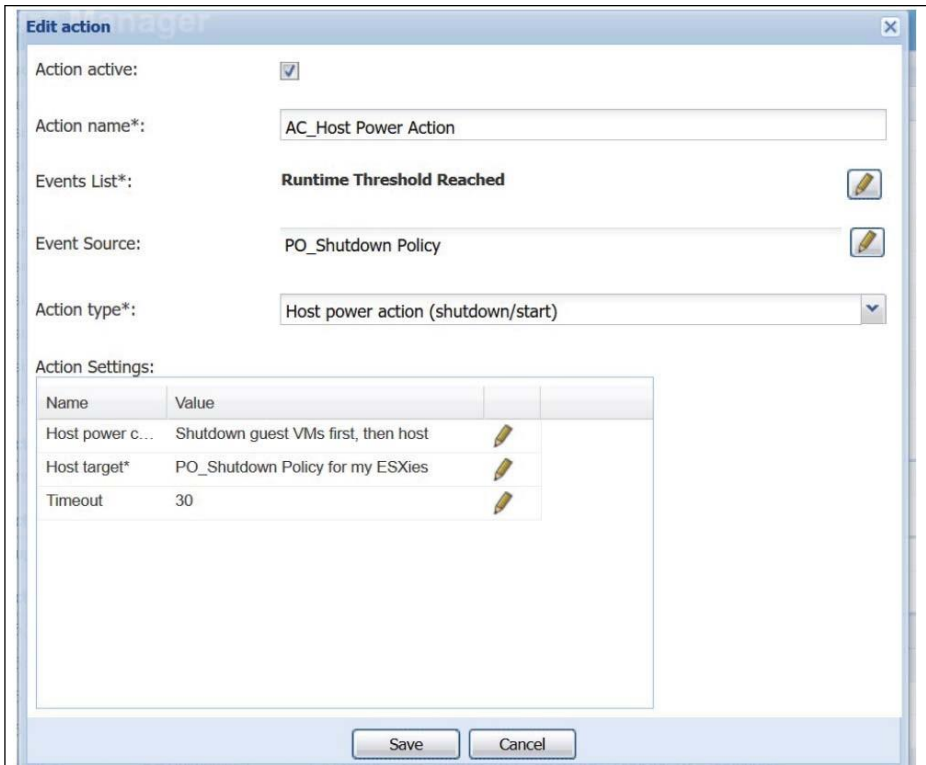 Manager
Edit action
Action active:
Action name*: AC_Host Power Action
Events List*: Runtime Threshold Reached
Event Source: PO_Shutdown Policy
Action type*: Host power action (shutdown/start)
Action Settings:
Name Value
Host power c... Shutdown guest VMs first, then host
Host target* PO_Shutdown Policy for my ESXies
Timeout 30
Save Cancel